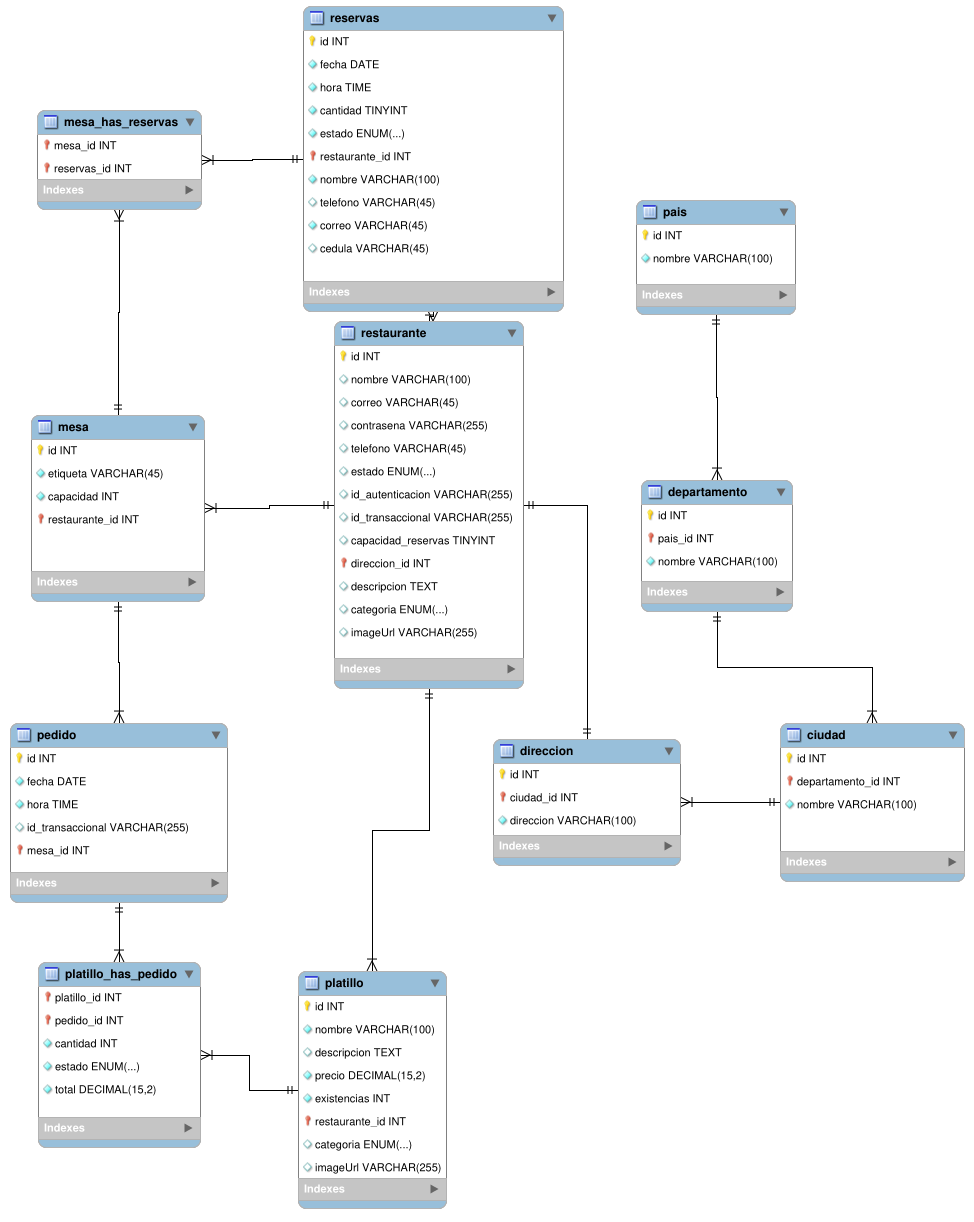 reservas
id INT
fecha DATE
hora TIME
cantidad TINYINT
estado ENUM(...)
restaurante_id INT
nombre VARCHAR(100)
telefono VARCHAR(45)
correo VARCHAR(45)
cedula VARCHAR(45)
Indexes
mesa_has_reservas
mesa_id INT
reservas_id INT
Indexes
pais
id INT
nombre VARCHAR(100)
Indexes
restaurante
id INT
nombre VARCHAR(100)
correo VARCHAR(45)
contrasena VARCHAR(255)
telefono VARCHAR(45)
estado ENUM(...)
id_autenticacion VARCHAR(255)
id_transaccional VARCHAR(255)
capacidad_reservas TINYINT
direccion_id INT
descripcion TEXT
categoria ENUM(...)
imageUrl VARCHAR(255)
Indexes
mesa
id INT
etiqueta VARCHAR(45)
capacidad INT
restaurante_id INT
Indexes
departamento
id INT
pais_id INT
nombre VARCHAR(100)
Indexes
pedido
id INT
fecha DATE
hora TIME
id_transaccional VARCHAR(255)
mesa_id INT
Indexes
direccion
id INT
ciudad_id INT
direccion VARCHAR(100)
Indexes
ciudad
id INT
departamento_id INT
nombre VARCHAR(100)
Indexes
platillo_has_pedido
platillo_id INT
pedido_id INT
cantidad INT
estado ENUM(...)
total DECIMAL(15,2)
Indexes
platillo
id INT
nombre VARCHAR(100)
descripcion TEXT
precio DECIMAL(15,2)
existencias INT
restaurante_id INT
categoria ENUM(...)
imageUrl VARCHAR(255)
Indexes